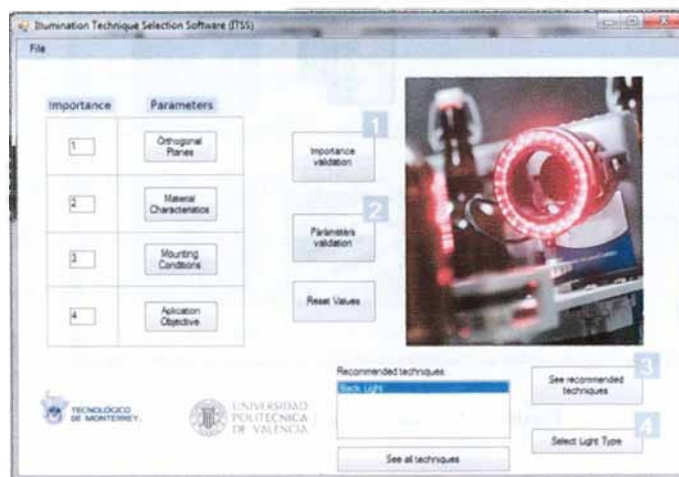 Illumination Technique Selection Software (ITSS)
File
Importance
Parameters
1
Orthogonal
Planes
2
Material
Characteristics
3
Mounting
Conditions
4
Aplication
Objective
1
Importance
validation
2
Parameters
validation
Reset Values
Recommended techniques
Back Light
See all techniques
3
See recommended
techniques
4
Select Light Type
TECNOLÓGICO
DE MONTERREY.
UNIVERSIDAD
POLITECNICA
DE VALENCIA